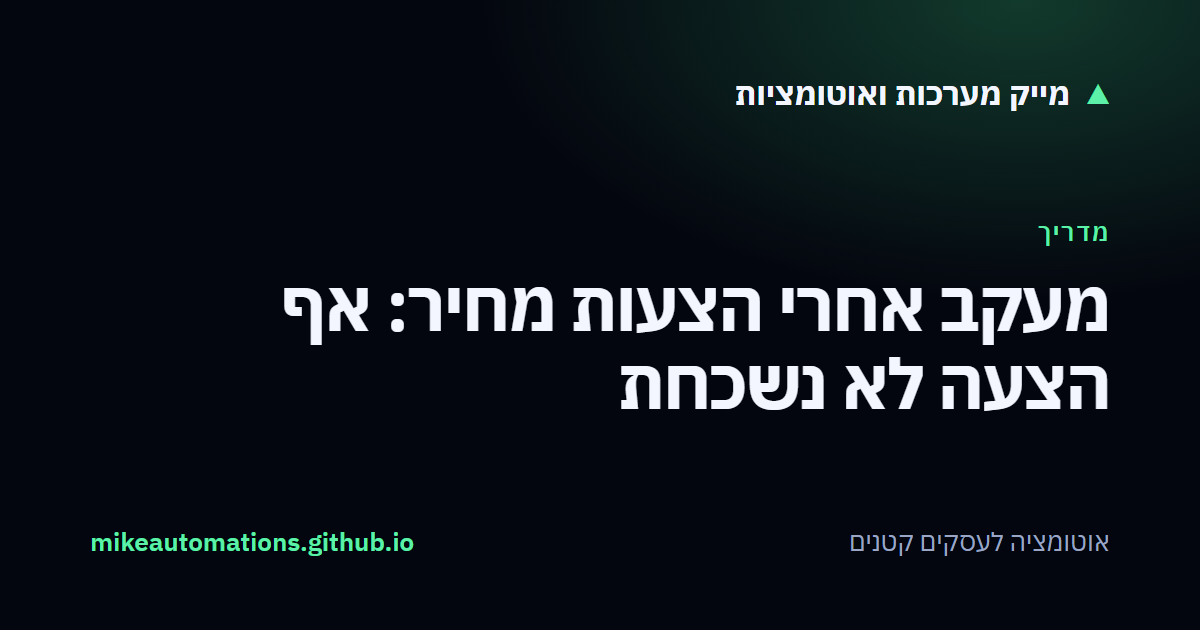 מייק מערכות ואוטומציות
מדריך
מעקב אחרי הצעות מחיר: אף
הצעה לא נשכחת
אוטומציה לעסקים קטנים
mikeautomations.github.io